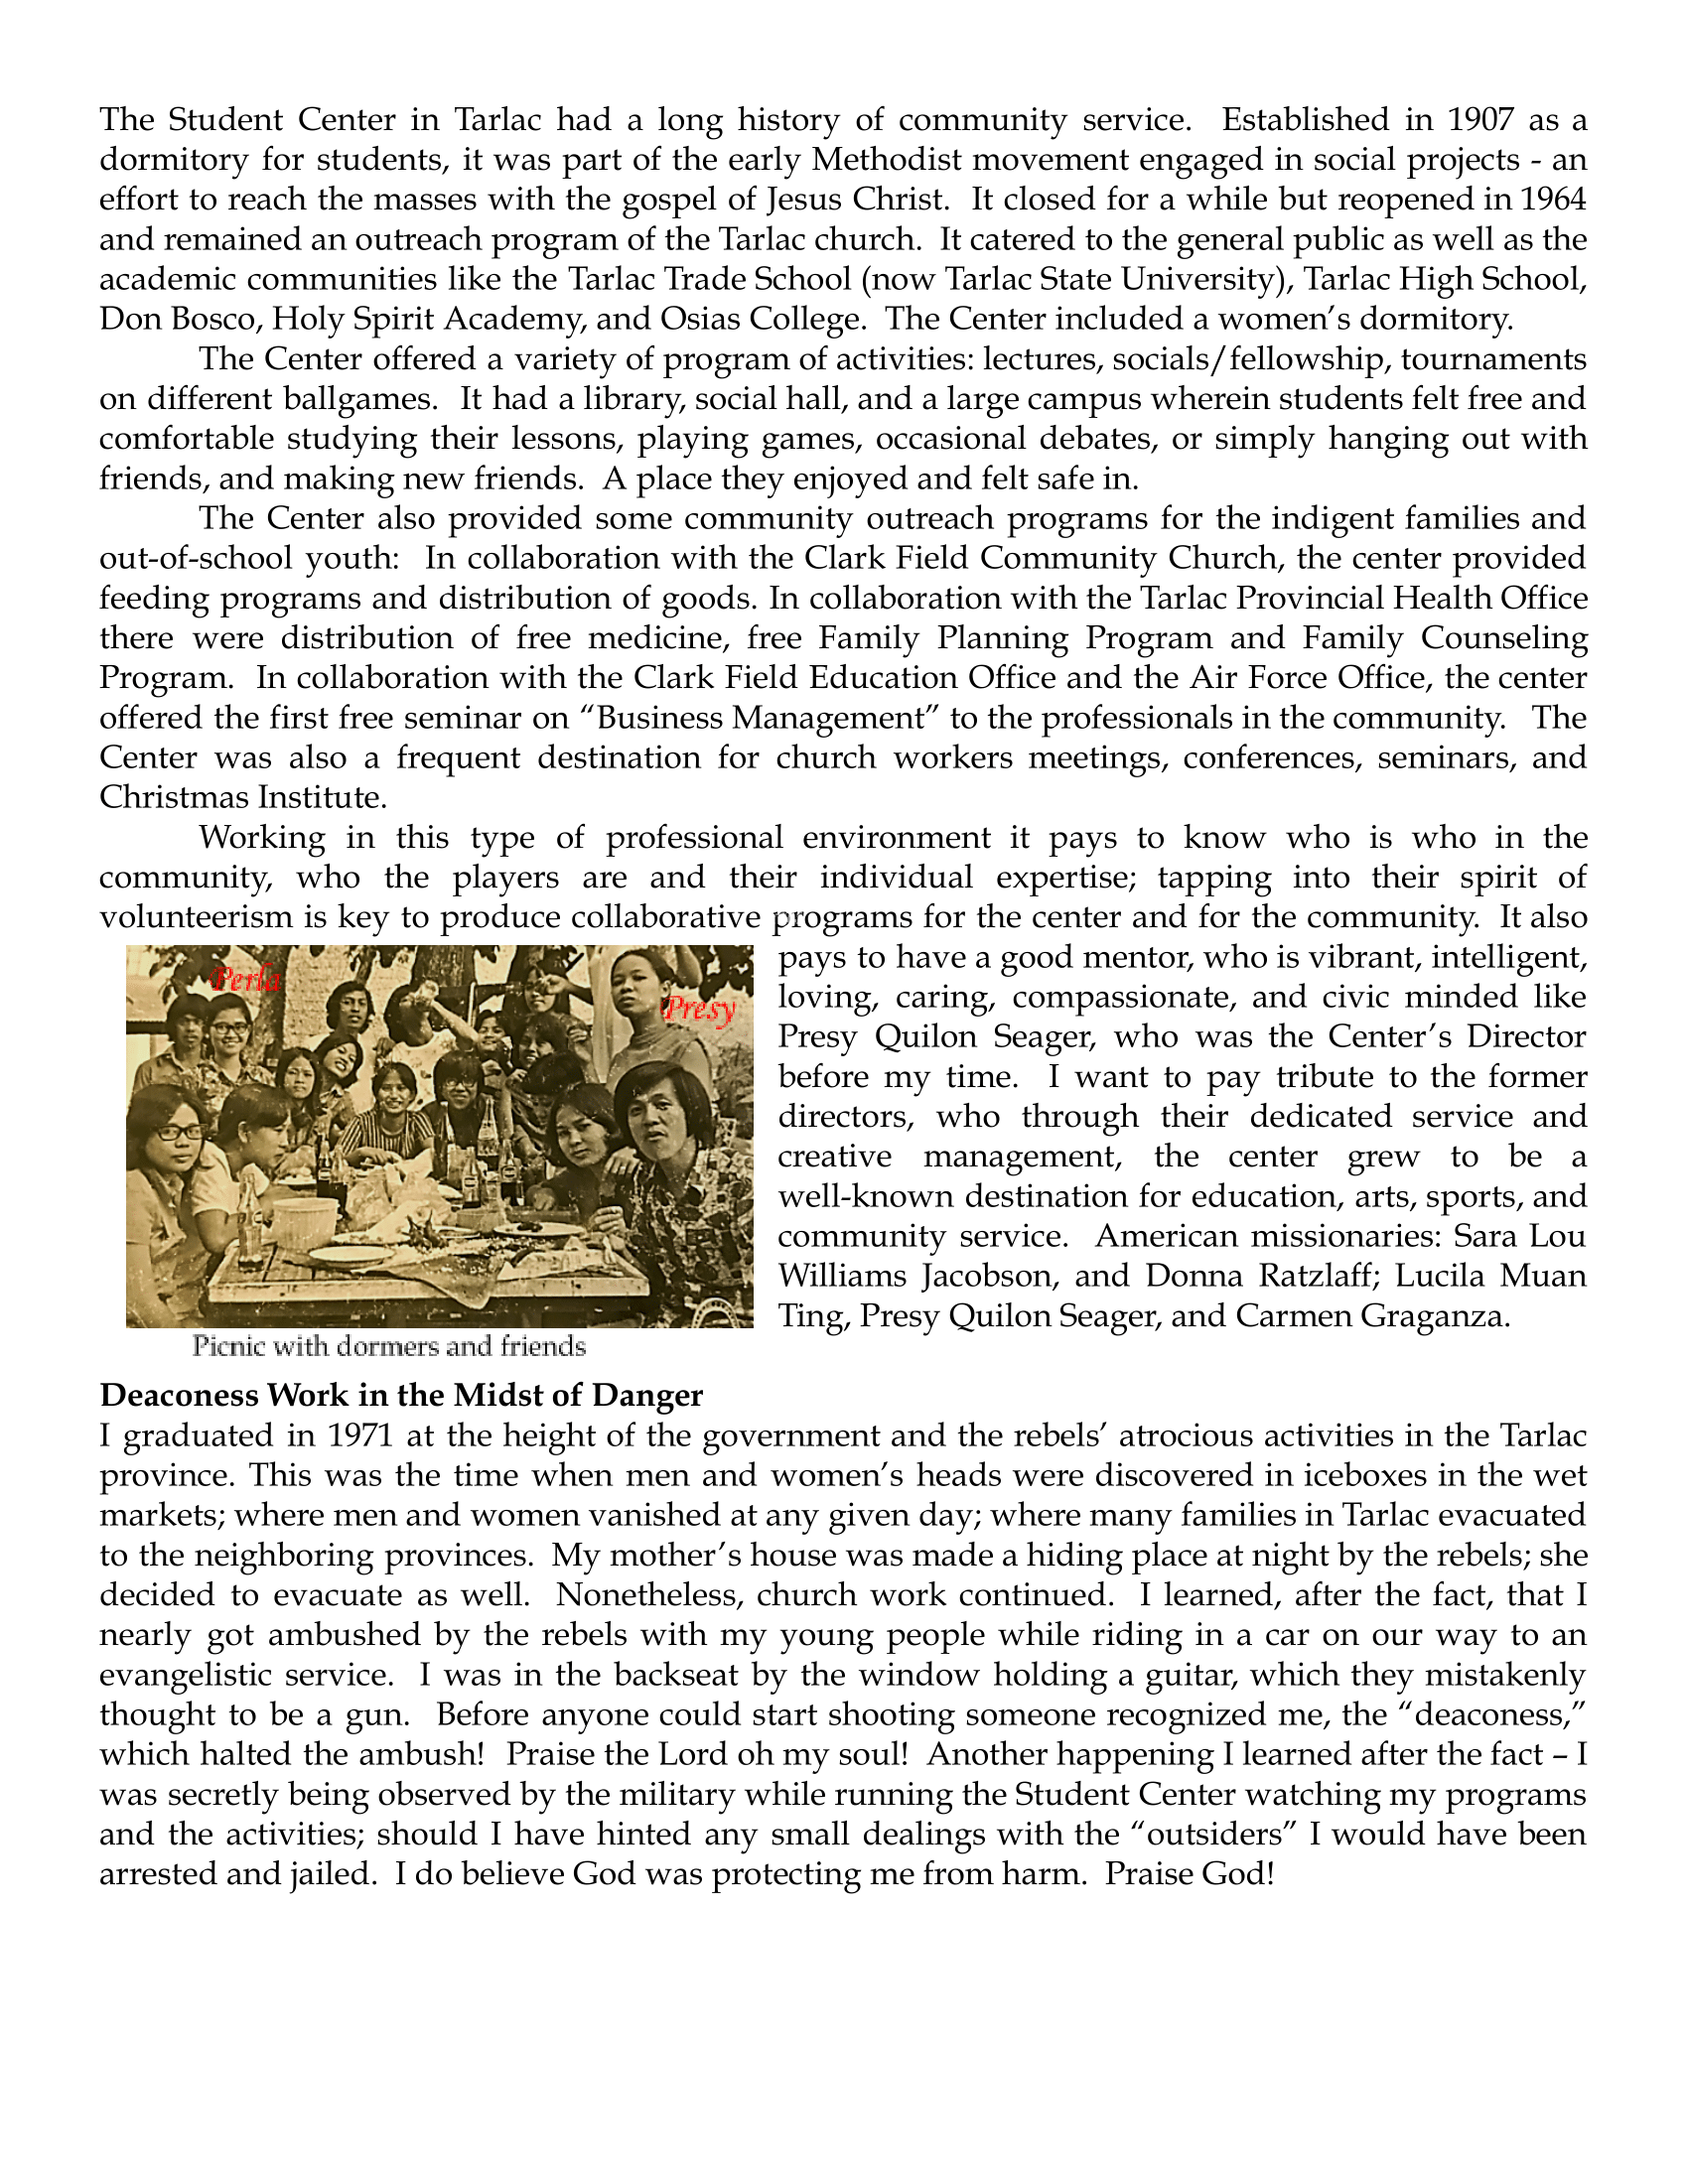 The Student Center in Tarlac had a long history of community service. Established in 1907 as a
dormitory for students, it was part of the early Methodist movement engaged in social projects - an
effort to reach the masses with the gospel of Jesus Christ. It closed for a while but reopened in 1964
and remained an outreach program of the Tarlac church. It catered to the general public as well as the
academic communities like the Tarlac Trade School (now Tarlac State University), Tarlac High School,
Don Bosco, Holy Spirit Academy, and Osias College. The Center included a women's dormitory.
The Center offered a variety of program of activities: lectures, socials/fellowship, tournaments
on different ballgames. It had a library, social hall, and a large campus wherein students felt free and
comfortable studying their lessons, playing games, occasional debates, or simply hanging out with
friends, and making new friends. A place they enjoyed and felt safe in.
The Center also provided some community outreach programs for the indigent families and
out-of-school youth: In collaboration with the Clark Field Community Church, the center provided
feeding programs and distribution of goods. In collaboration with the Tarlac Provincial Health Office
there were distribution of free medicine, free Family Planning Program and Family Counseling
Program. In collaboration with the Clark Field Education Office and the Air Force Office, the center
offered the first free seminar on “Business Management” to the professionals in the community. The
Center was also a frequent destination for church workers meetings, conferences, seminars, and
Christmas Institute.
Working in this type of professional environment it pays to know who is who in the
community, who the players are and their individual expertise; tapping into their spirit of
volunteerism is key to produce collaborative programs for the center and for the community. It also
pays to have a good mentor, who is vibrant, intelligent,
loving, caring, compassionate, and civic minded like
Presy Quilon Seager, who was the Center's Director
before my time. I want to pay tribute to the former
directors, who through their dedicated service and
creative management, the center grew to be a
well-known destination for education, arts, sports, and
community service. American missionaries: Sara Lou
Williams Jacobson, and Donna Ratzlaff; Lucila Muan
Ting, Presy Quilon Seager, and Carmen Graganza.
Perla
Presy
Picnic with dormers and friends
Deaconess Work in the Midst of Danger
I graduated in 1971 at the height of the government and the rebels' atrocious activities in the Tarlac
province. This was the time when men and women's heads were discovered in iceboxes in the wet
markets; where men and women vanished at any given day; where many families in Tarlac evacuated
to the neighboring provinces. My mother's house was made a hiding place at night by the rebels; she
decided to evacuate as well. Nonetheless, church work continued. I learned, after the fact, that I
nearly got ambushed by the rebels with my young people while riding in a car on our way to an
evangelistic service. I was in the backseat by the window holding a guitar, which they mistakenly
thought to be a gun. Before anyone could start shooting someone recognized me, the “deaconess,”
which halted the ambush! Praise the Lord oh my soul! Another happening I learned after the fact – I
was secretly being observed by the military while running the Student Center watching my programs
and the activities; should I have hinted any small dealings with the “outsiders” I would have been
arrested and jailed. I do believe God was protecting me from harm. Praise God!